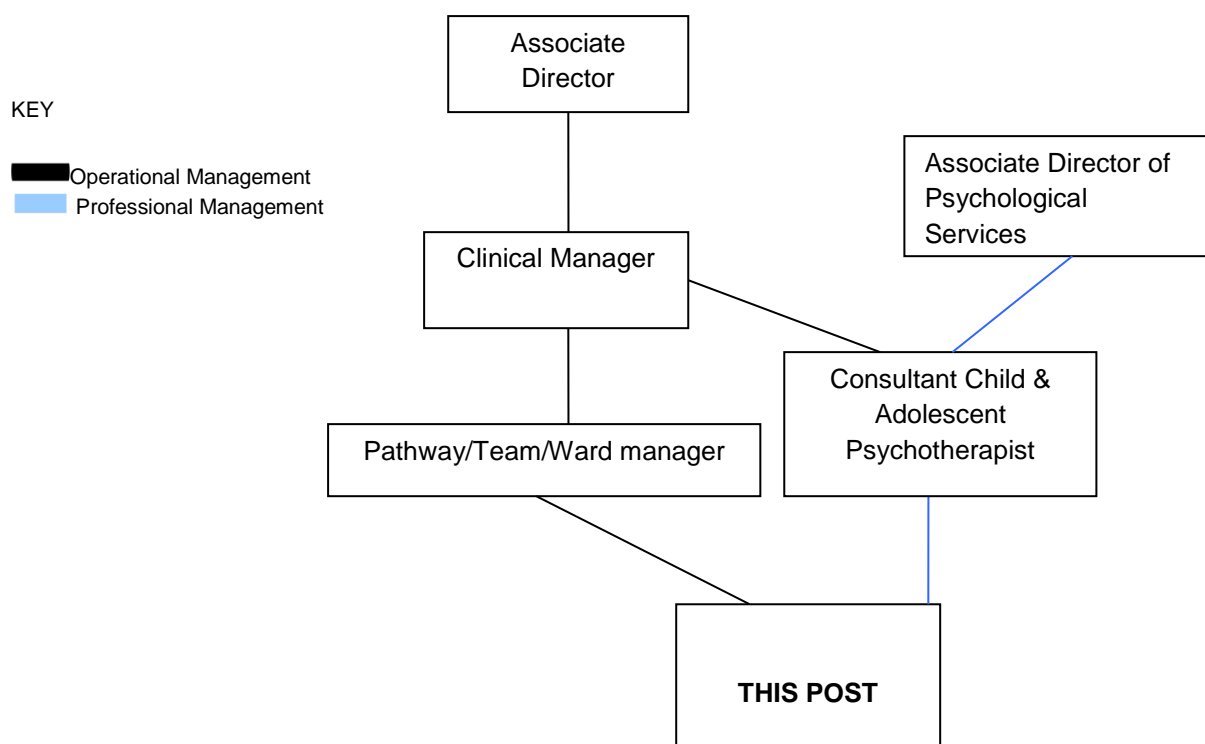 Associate
Director
KEY
Operational Management
Professional Management
Associate Director of
Psychological
Services
Clinical Manager
Consultant Child &
Adolescent
Psychotherapist
Pathway/Team/Ward manager
THIS POST